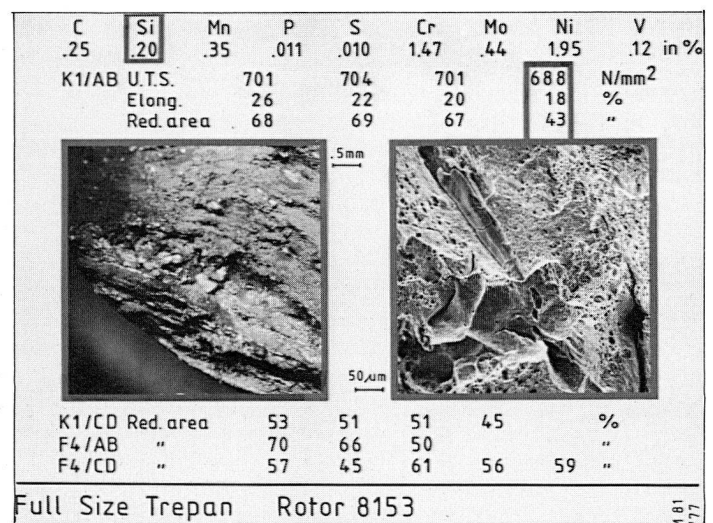 C Si Mn P S Cr Mo Ni V
.25 .20 .35 .011 .010 1.47 .44 1.95 .12 in %
K1/AB U.T.S. 701 704 701 688 N/mm2
Elong. 26 22 20 18 %
Red. area 68 69 67 43 "
.5mm
50µm
K1/CD Red. area 53 51 51 45 %
F4/AB " 70 66 50 "
F4/CD " 57 45 61 56 59 "
Full Size Trepan Rotor 8153